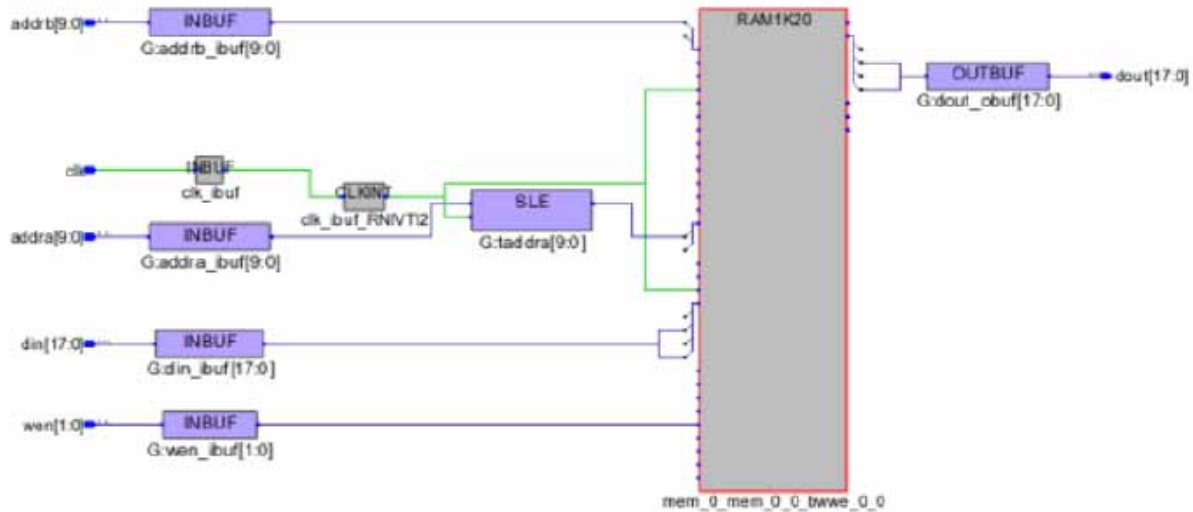 addrb[9:0]
INBUF
G:addrb_ibuf[9:0]
RAM1K20
OUTBUF
G:dout_obuf[17:0]
dout[17:0]
clk
INBUF
clk_ibuf
CLKINT
clk_ibuf_RNIVTI2
SLE
G:taddra[9:0]
addra[9:0]
INBUF
G:addra_ibuf[9:0]
din[17:0]
INBUF
G:din_ibuf[17:0]
wen[1:0]
INBUF
G:wen_ibuf[1:0]
mem_0_mem_0_0_bwwe_0_0